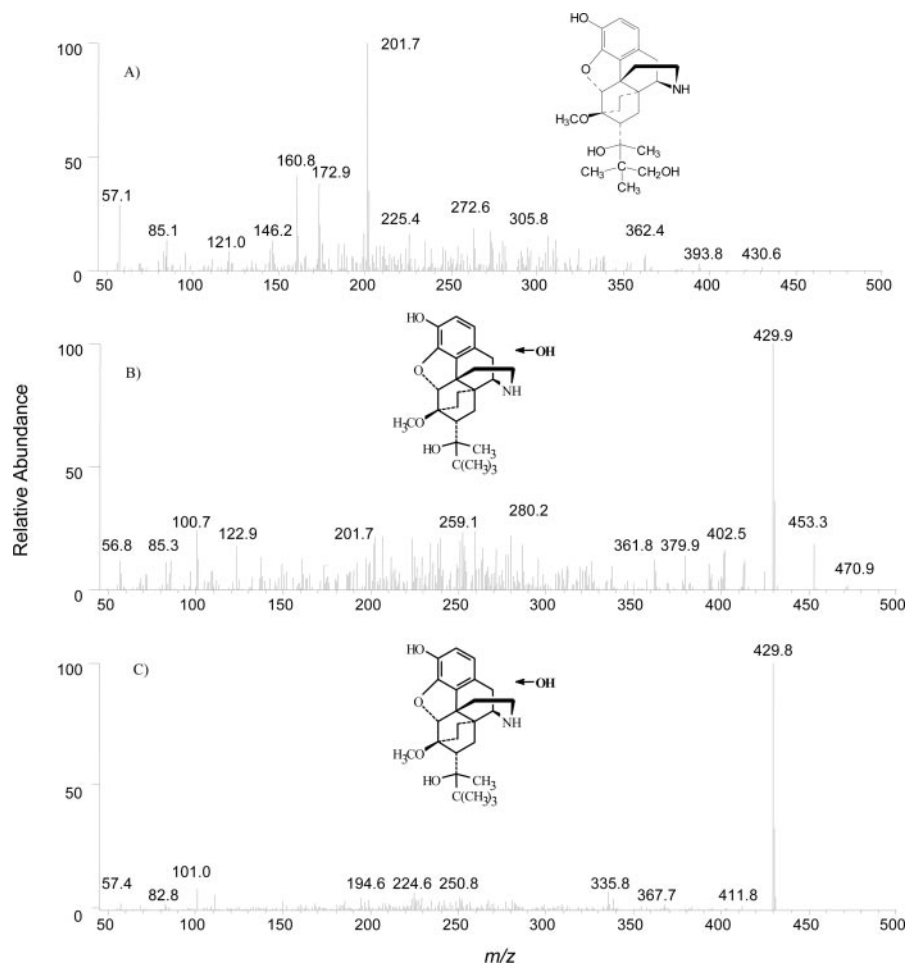 HO
O
NH
CH₃O
HO CH₃
CH₃ C CH₂OH
CH₃
A)
100
50
0
57.1
85.1
121.0
146.2
160.8
172.9
201.7
225.4
272.6
305.8
362.4
393.8
430.6
50 100 150 200 250 300 350 400 450 500
HO
OH
O
NH
H₃CO
HO CH₃
C(CH₃)₃
B)
100
50
0
56.8
85.3
100.7
122.9
201.7
259.1
280.2
361.8
379.9
402.5
429.9
453.3
470.9
50 100 150 200 250 300 350 400 450 500
HO
OH
O
NH
H₃CO
HO CH₃
C(CH₃)₃
C)
100
50
0
57.4
82.8
101.0
194.6
224.6
250.8
335.8
367.7
411.8
429.8
50 100 150 200 250 300 350 400 450 500
Relative Abundance
m/z